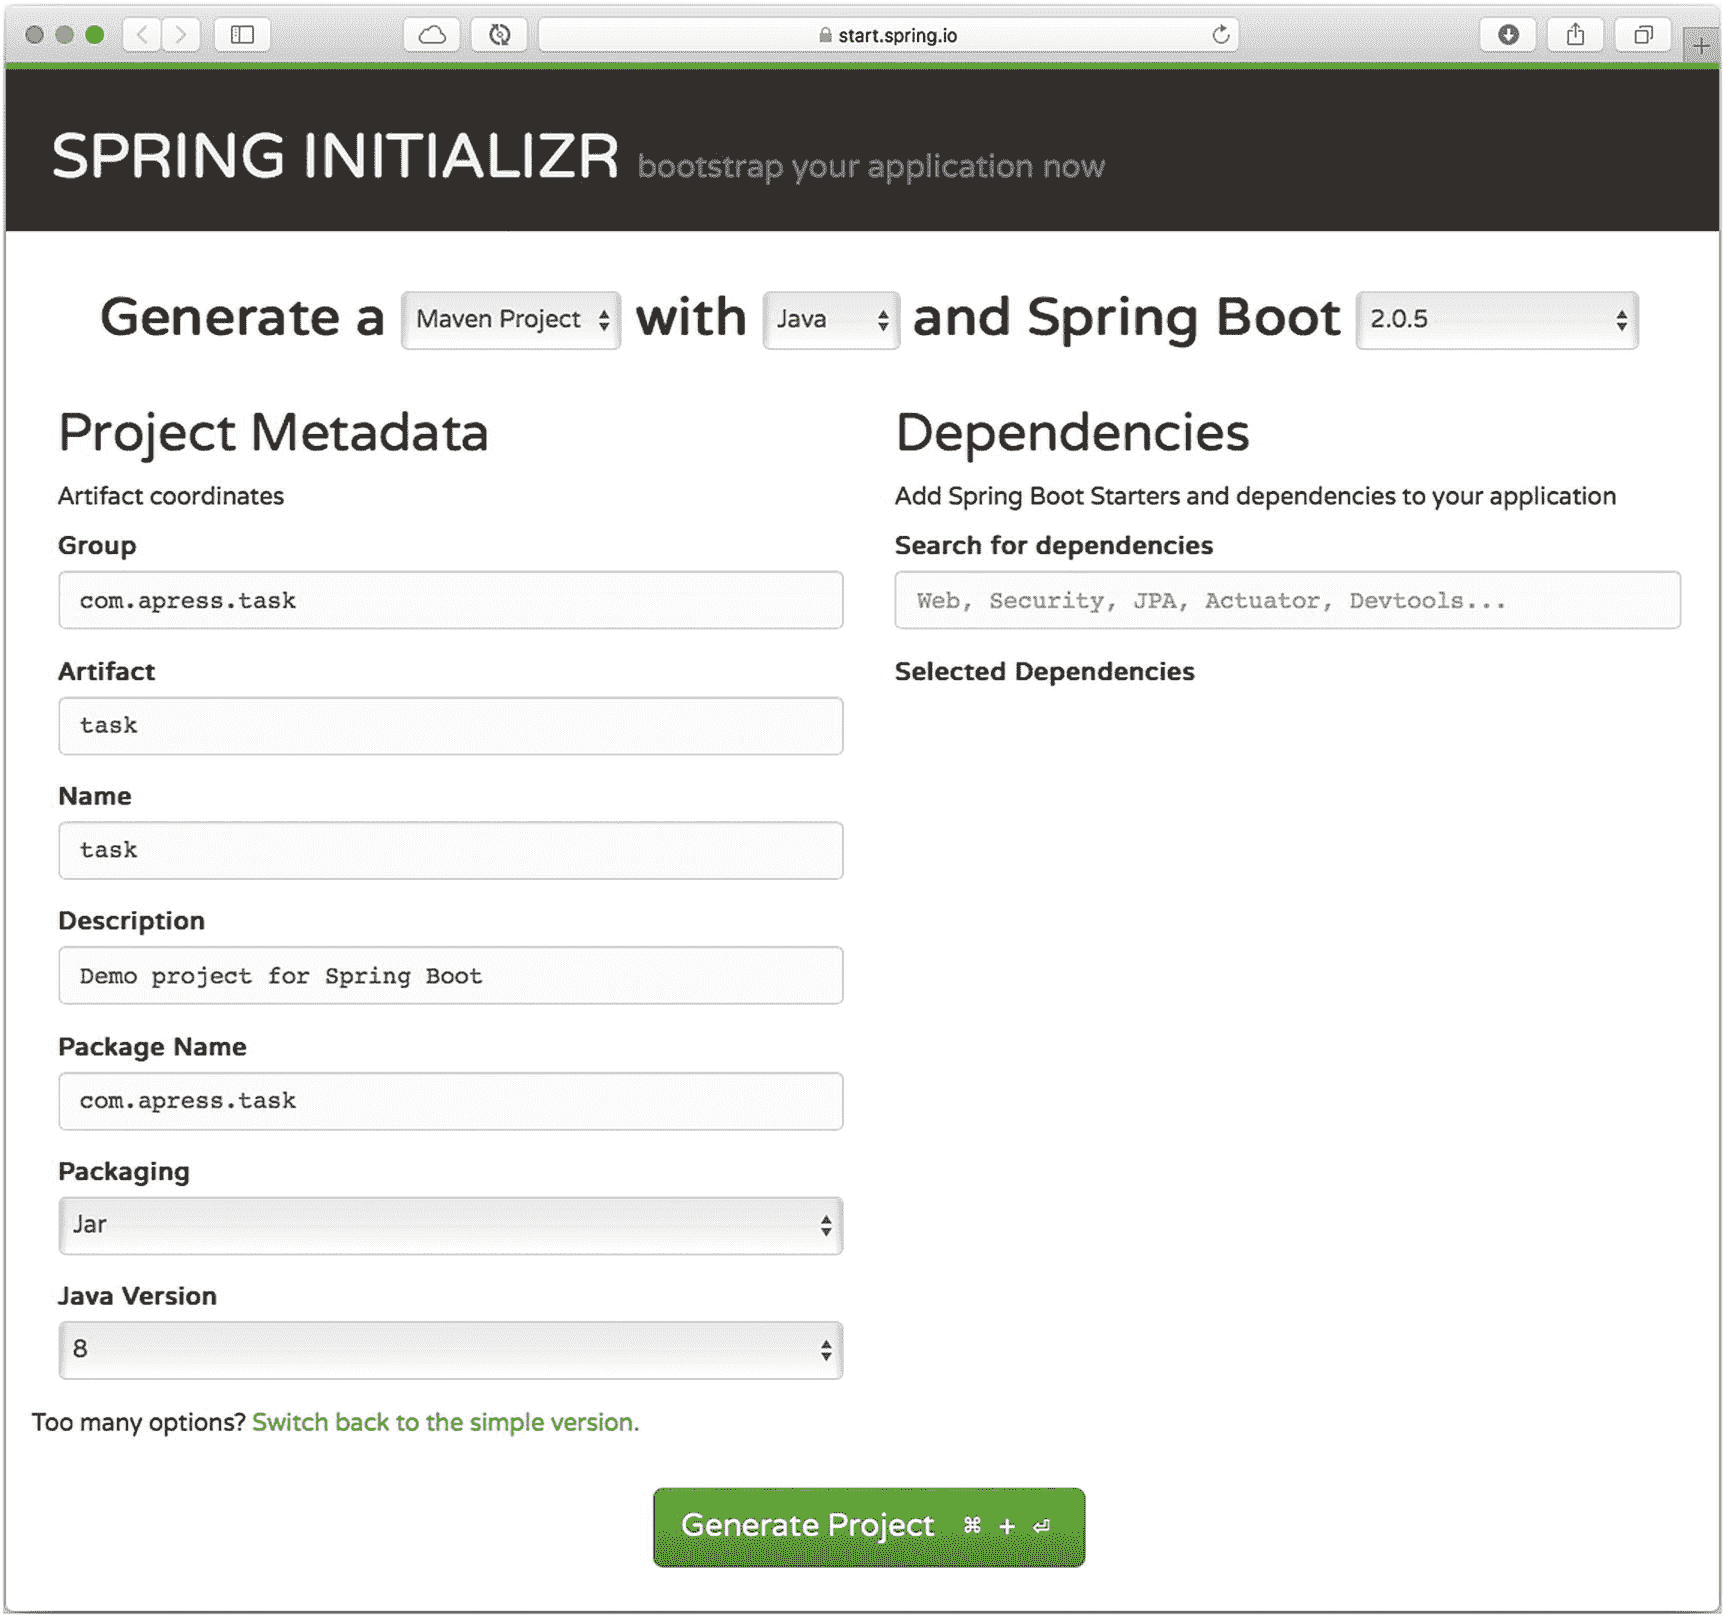 start.spring.io
SPRING INITIALIZR bootstrap your application now
Generate a Maven Project with Java and Spring Boot 2.0.5
Project Metadata
Artifact coordinates
Group
com.apress.task
Artifact
task
Name
task
Description
Demo project for Spring Boot
Package Name
com.apress.task
Packaging
Jar
Java Version
8
Too many options? Switch back to the simple version.
Dependencies
Add Spring Boot Starters and dependencies to your application
Search for dependencies
Web, Security, JPA, Actuator, Devtools...
Selected Dependencies
Generate Project ⌘ + ⏎